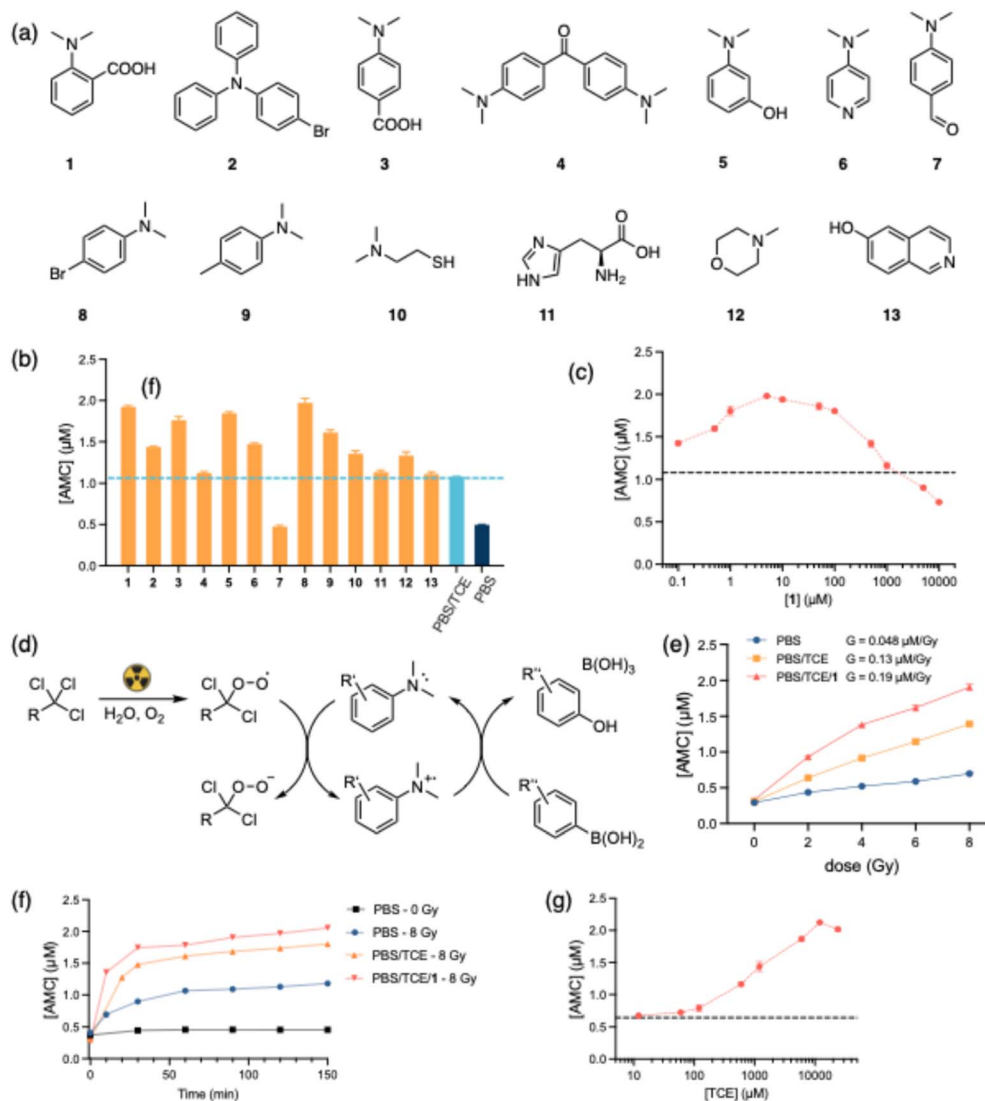 (a)
N
COOH
1
N
Br
2
N
COOH
3
O
N
N
4
N
OH
5
N
N
6
N
O
7
Br
N
8
N
9
N
SH
10
N
HN
O
OH
NH2
11
N
O
12
HO
N
13
(b)
(f)
[AMC] (µM)
2.5
2.0
1.5
1.0
0.5
0.0
1 2 3 4 5 6 7 8 9 10 11 12 13 PBS/TCE PBS
(c)
[AMC] (µM)
2.5
2.0
1.5
1.0
0.5
0.0
0.1 1 10 100 1000 10000
[1] (µM)
(d)
Cl Cl
R Cl
H2O, O2
Cl O-O•
R Cl
Cl O-O−
R Cl
R' N
R' N+•
B(OH)3
R''
OH
R''
B(OH)2
(e)
PBS G = 0.048 µM/Gy
PBS/TCE G = 0.13 µM/Gy
PBS/TCE/1 G = 0.19 µM/Gy
[AMC] (µM)
2.5
2.0
1.5
1.0
0.5
0.0
0 2 4 6 8
dose (Gy)
(f)
[AMC] (µM)
2.5
2.0
1.5
1.0
0.5
0.0
0 50 100 150
Time (min)
PBS - 0 Gy
PBS - 8 Gy
PBS/TCE - 8 Gy
PBS/TCE/1 - 8 Gy
(g)
[AMC] (µM)
2.5
2.0
1.5
1.0
0.5
0.0
10 100 1000 10000
[TCE] (µM)